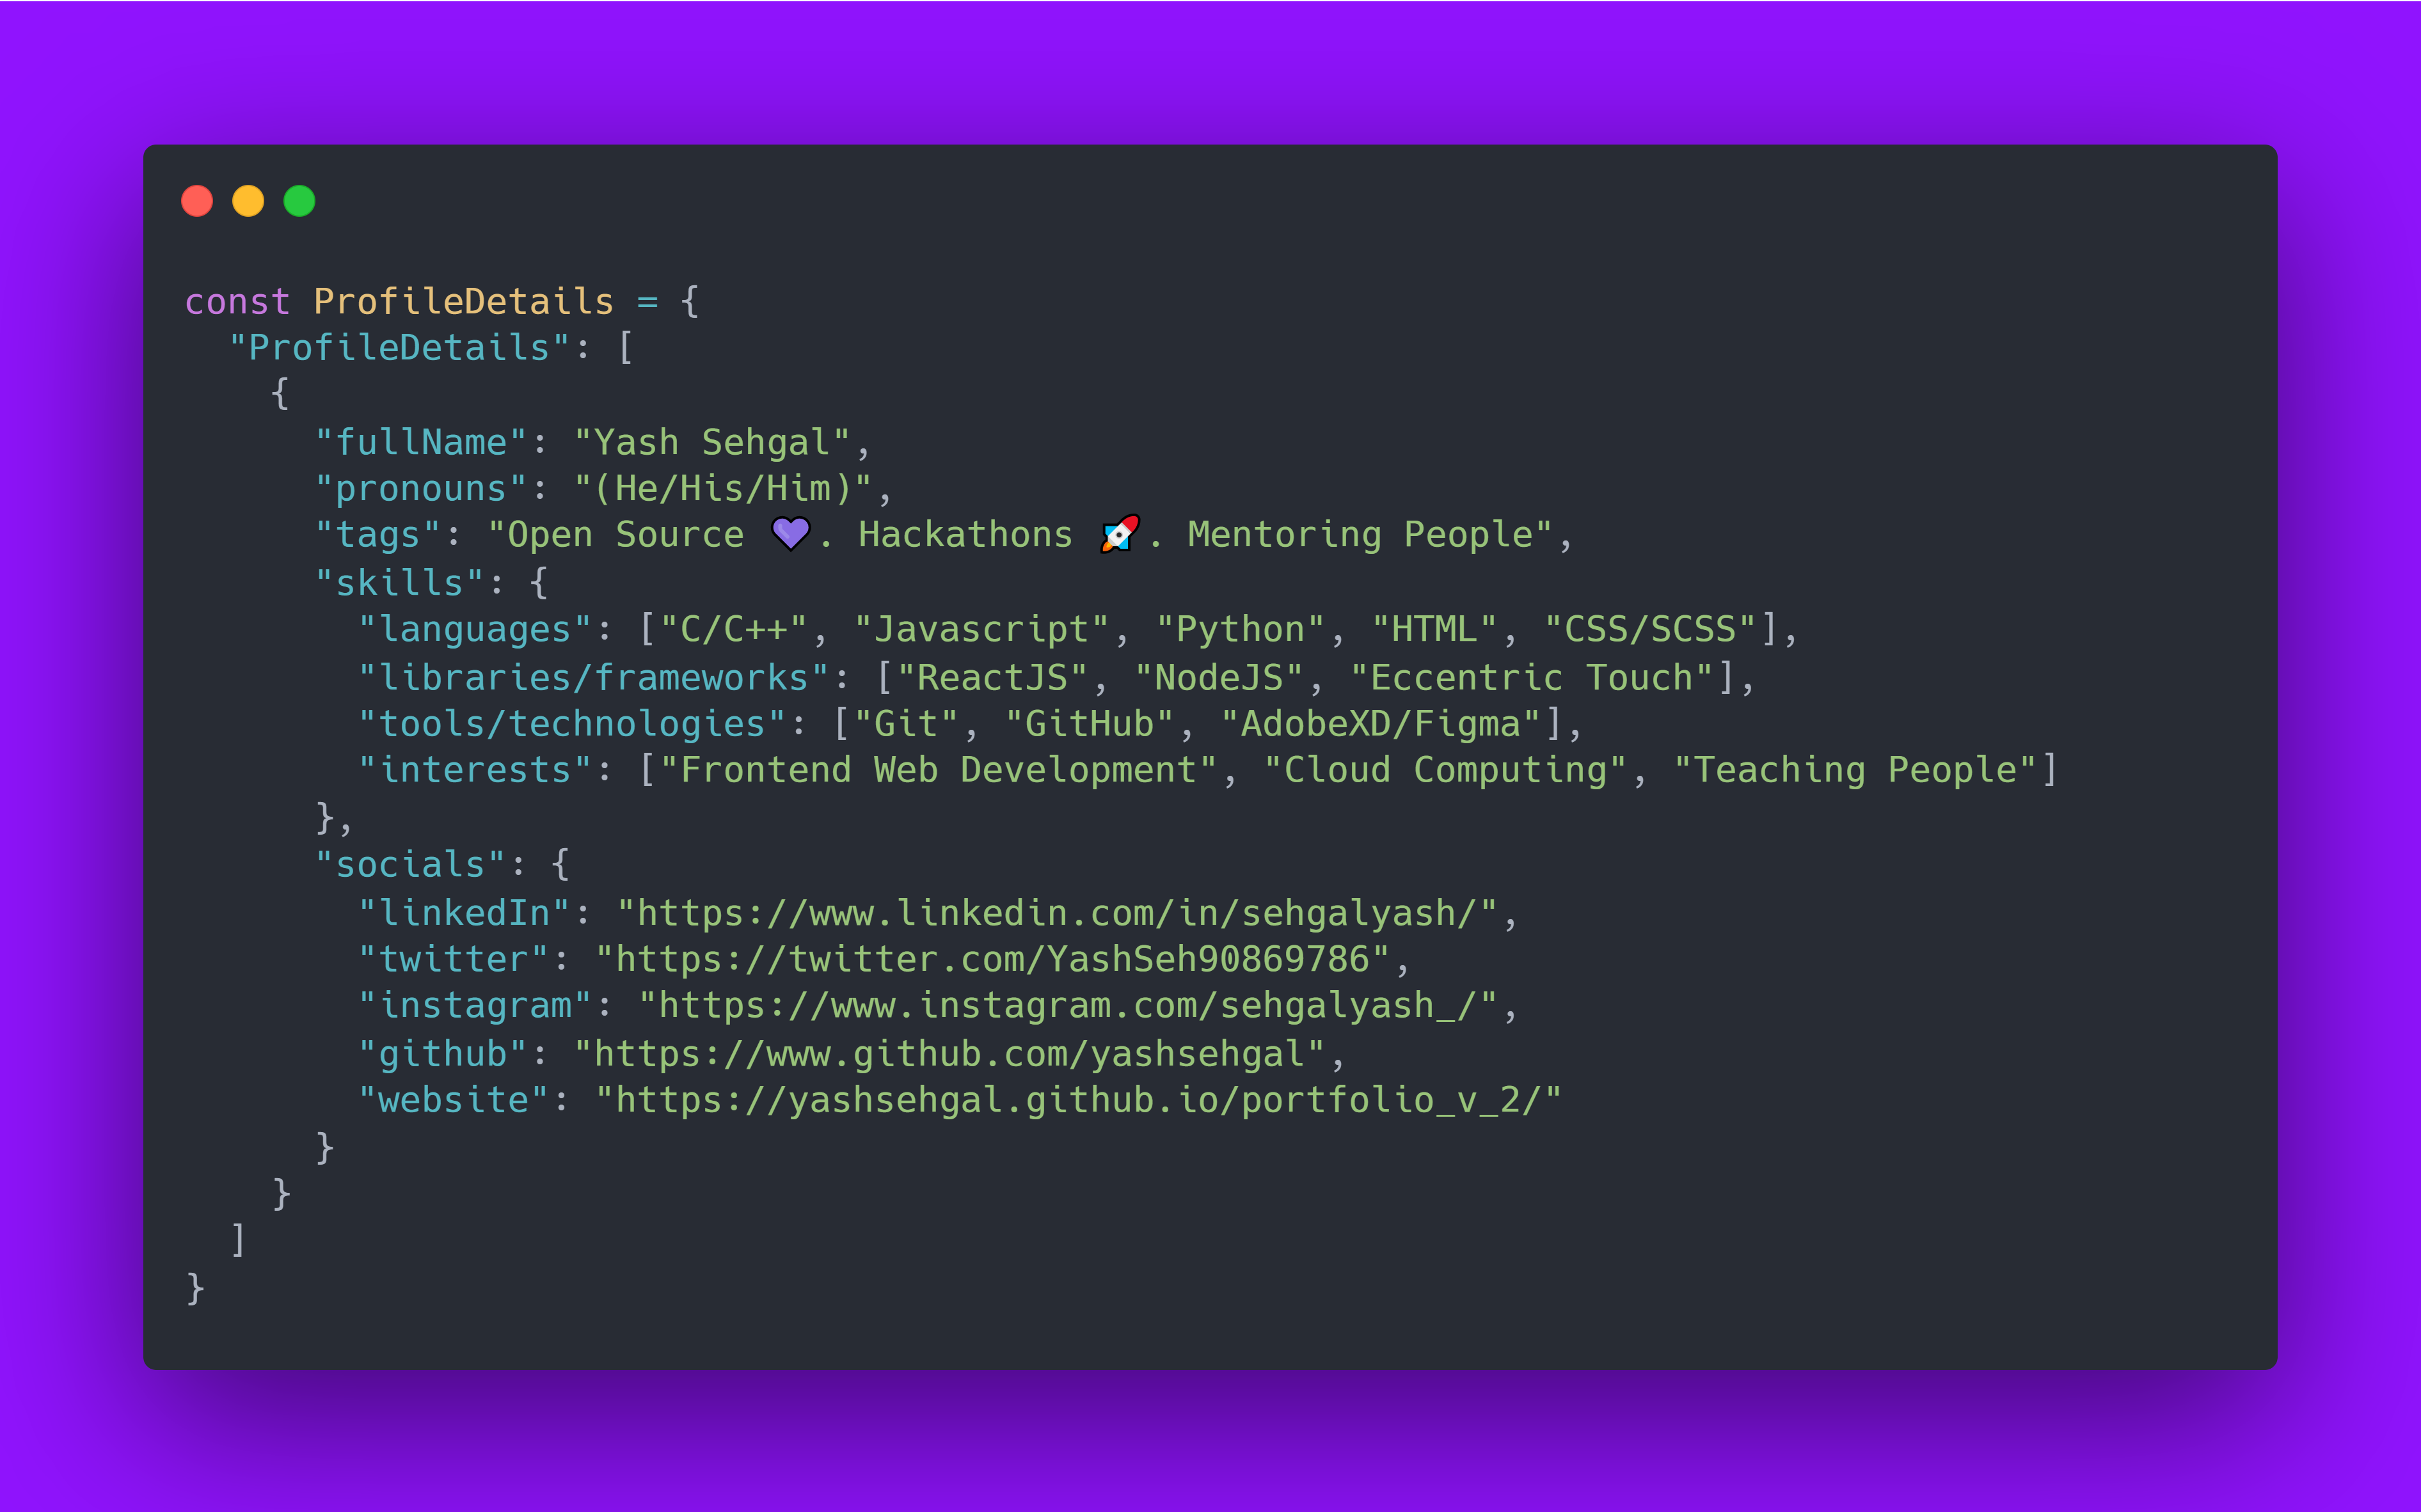 const ProfileDetails = {
  "ProfileDetails": [
    {
      "fullName": "Yash Sehgal",
      "pronouns": "(He/His/Him)",
      "tags": "Open Source 💜. Hackathons 🚀. Mentoring People",
      "skills": {
        "languages": ["C/C++", "Javascript", "Python", "HTML", "CSS/SCSS"],
        "libraries/frameworks": ["ReactJS", "NodeJS", "Eccentric Touch"],
        "tools/technologies": ["Git", "GitHub", "AdobeXD/Figma"],
        "interests": ["Frontend Web Development", "Cloud Computing", "Teaching People"]
      },
      "socials": {
        "linkedIn": "https://www.linkedin.com/in/sehgalyash/",
        "twitter": "https://twitter.com/YashSeh90869786",
        "instagram": "https://www.instagram.com/sehgalyash_/",
        "github": "https://www.github.com/yashsehgal",
        "website": "https://yashsehgal.github.io/portfolio_v_2/"
      }
    }
  ]
}